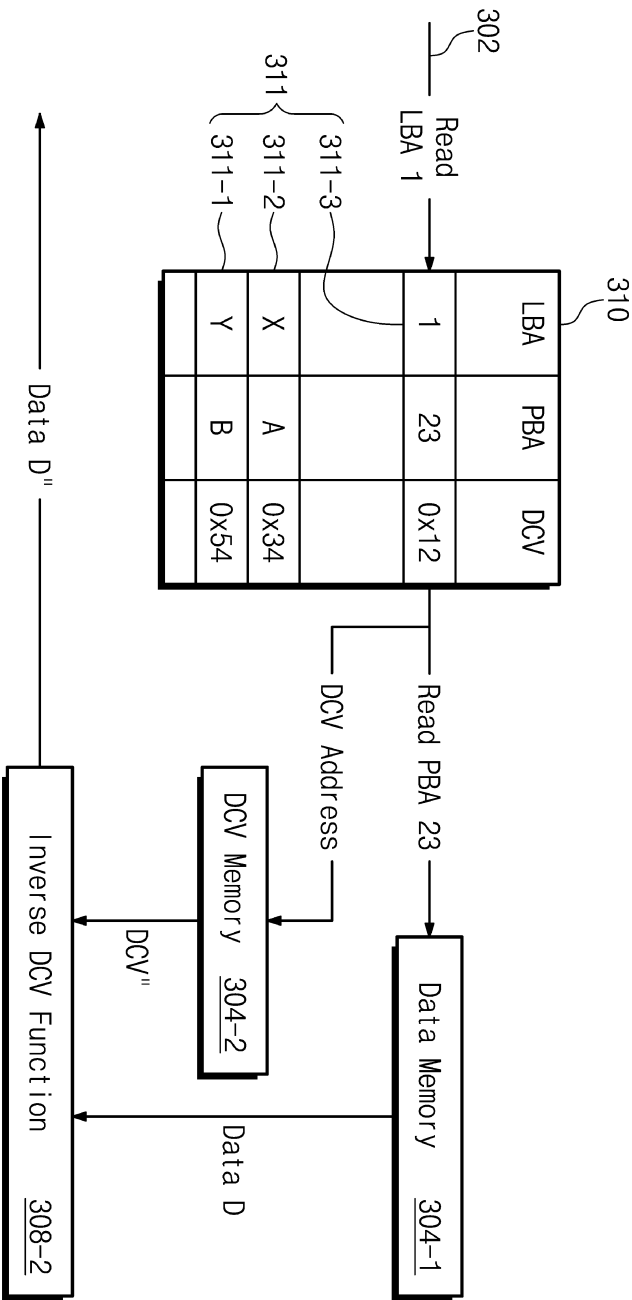 302
Read
LBA 1
310
LBA PBA DCV
1 23 0x12
X A 0x34
Y B 0x54
311
311-3
311-2
311-1
Read PBA 23
DCV Address
Data Memory 304-1
DCV Memory 304-2
DCV"
Data D
Inverse DCV Function 308-2
Data D"